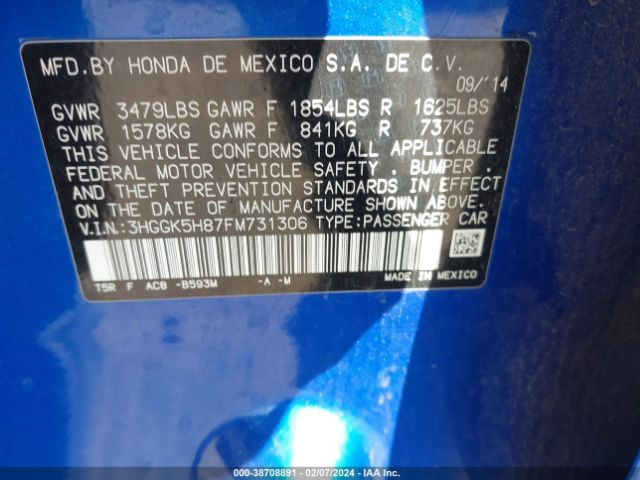 MFD.BY HONDA DE MEXICO S.A. DE C.V.
09/'14
GVWR 3479LBS GAWR F 1854LBS R 1625LBS
GVWR 1578KG GAWR F 841KG R 737KG
THIS VEHICLE CONFORMS TO ALL APPLICABLE
FEDERAL MOTOR VEHICLE SAFETY . BUMPER .
AND THEFT PREVENTION STANDARDS IN EFFECT
ON THE DATE OF MANUFACTURE SHOWN ABOVE.
V.I.N:3HGGK5H87FM731306 TYPE:PASSENGER CAR
T5R F AC8 -B593M -A -M MADE IN MEXICO
000-38708891 - 02/07/2024 - IAA Inc.